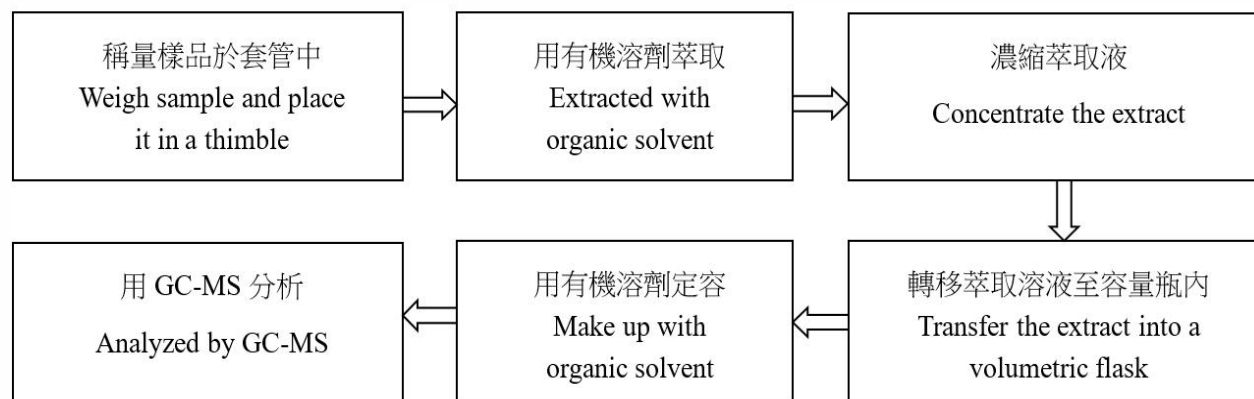 稱量樣品於套管中
Weigh sample and place
it in a thimble
用有機溶劑萃取
Extracted with
organic solvent
濃縮萃取液
Concentrate the extract
轉移萃取溶液至容量瓶內
Transfer the extract into a
volumetric flask
用有機溶劑定容
Make up with
organic solvent
用 GC-MS 分析
Analyzed by GC-MS